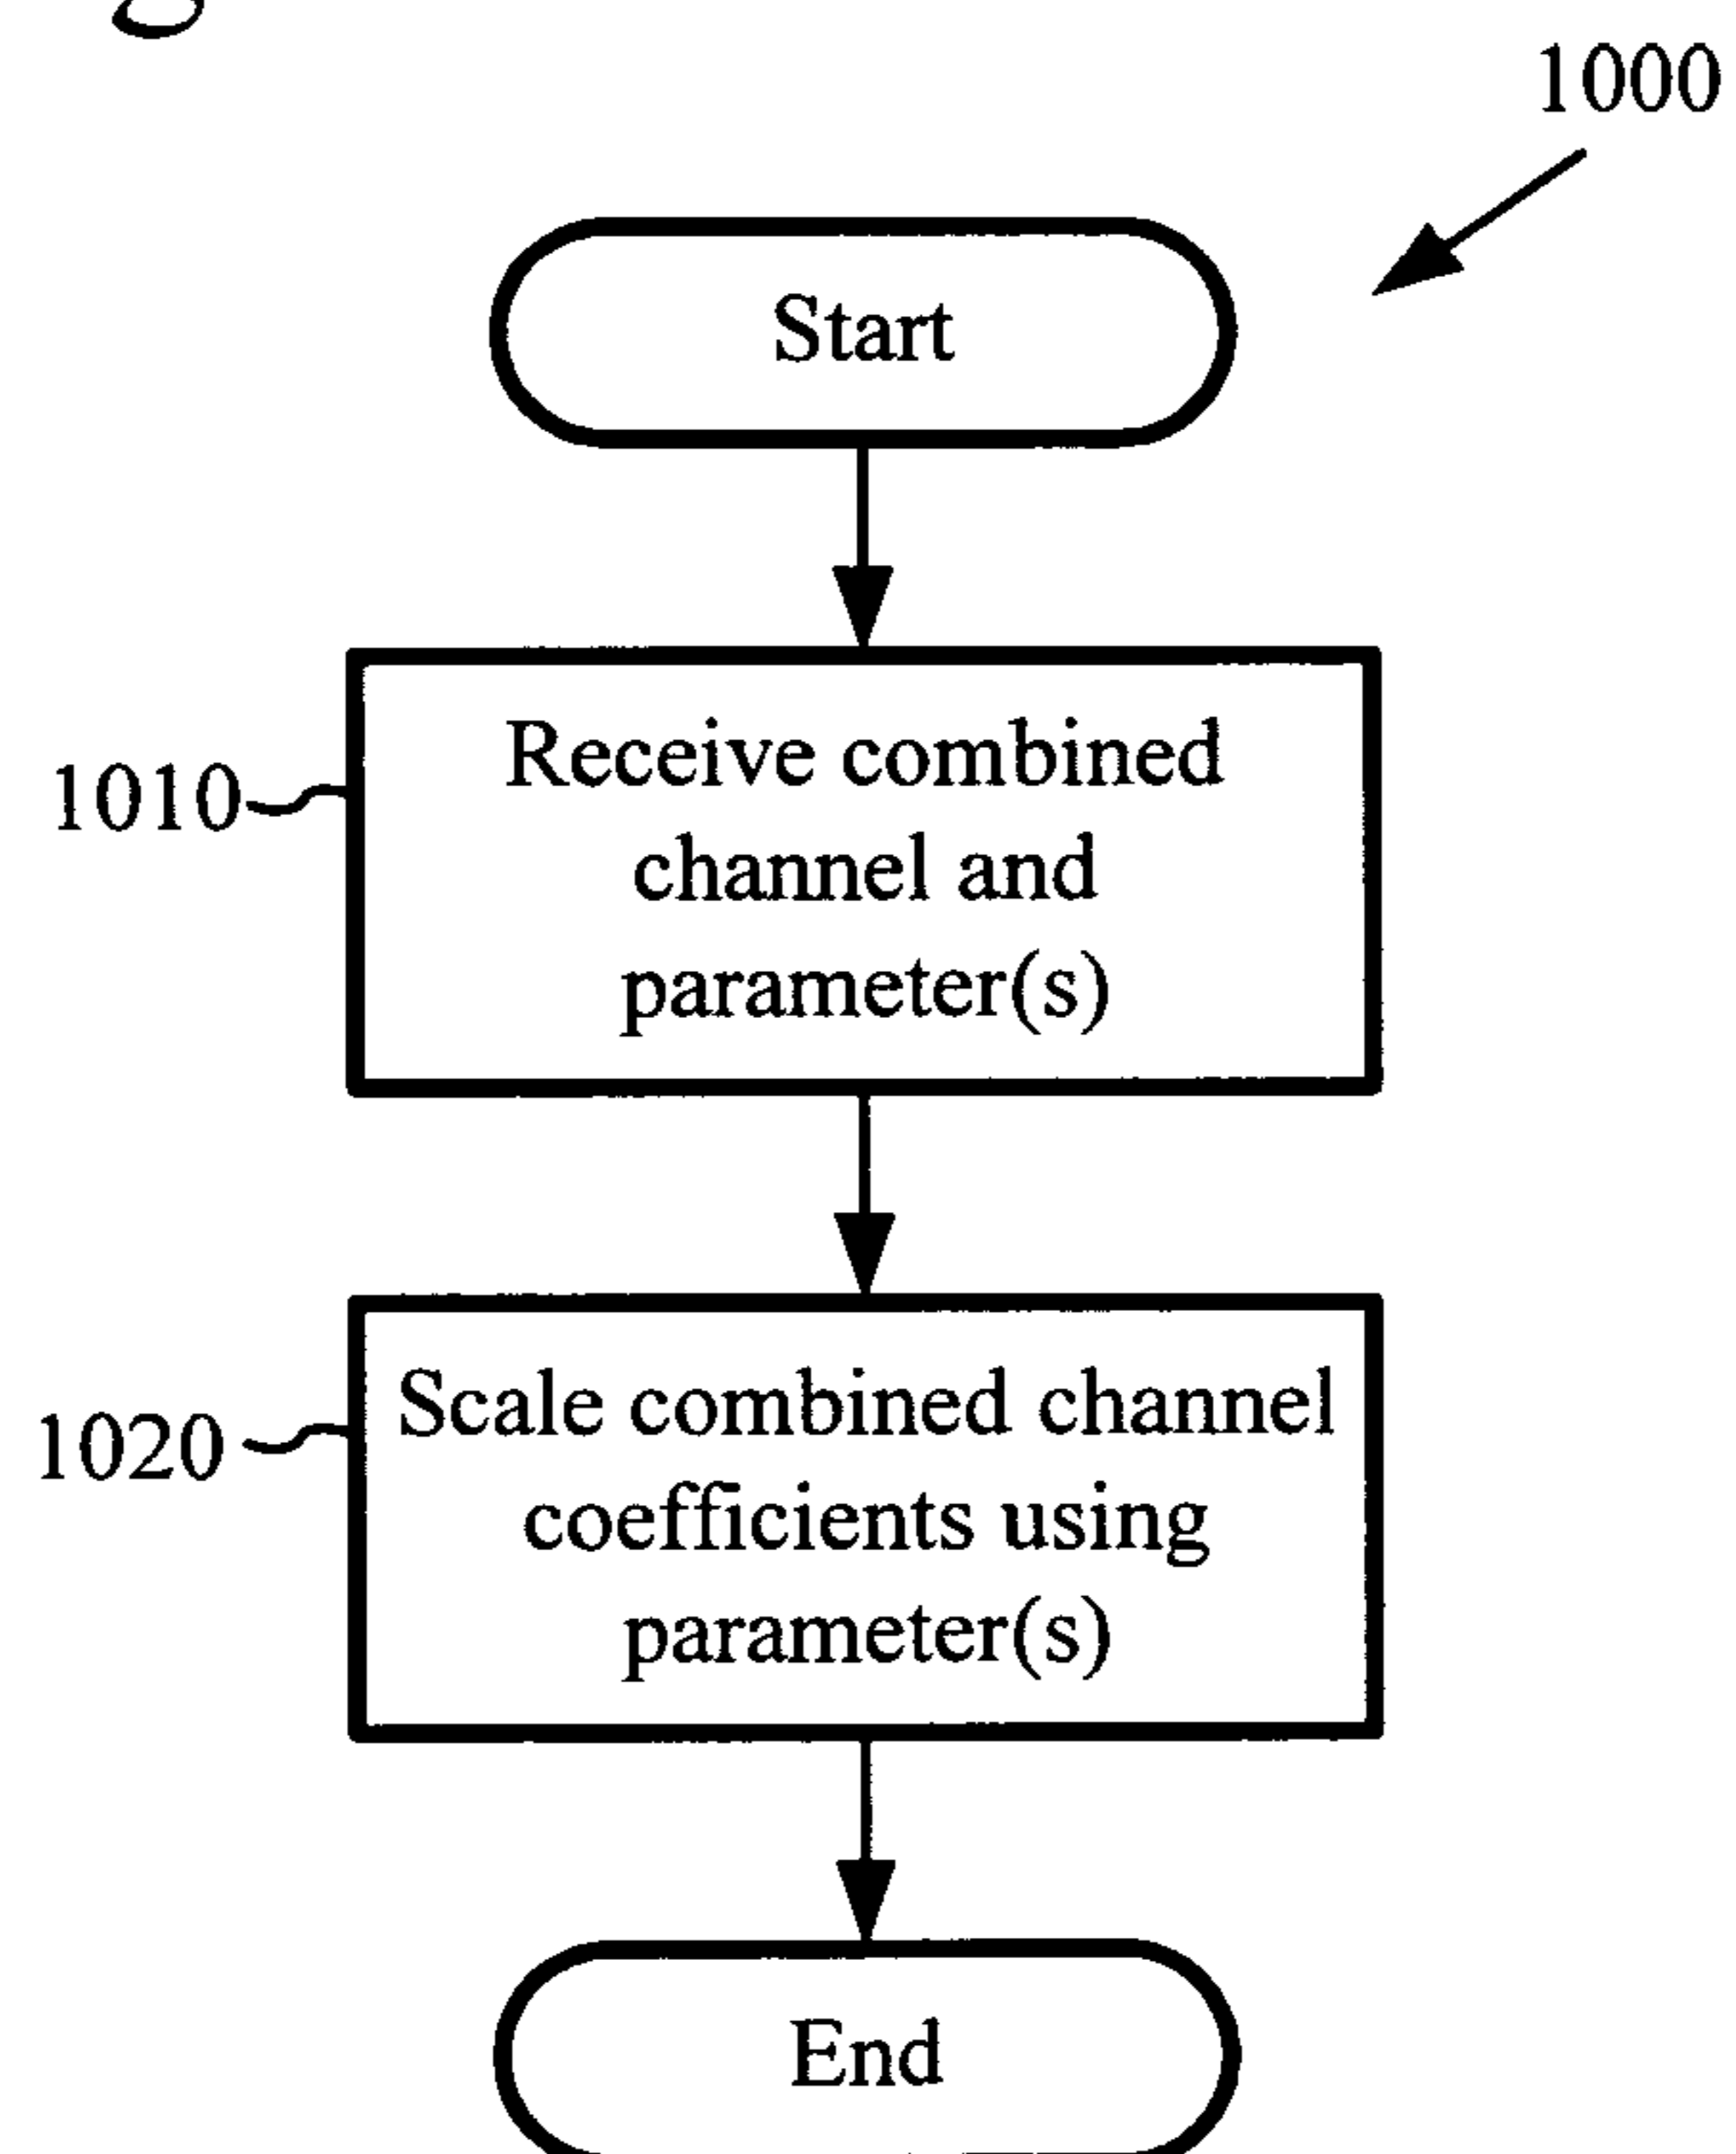 1000
Start
1010
Receive combined
channel and
parameter(s)
1020
Scale combined channel
coefficients using
parameter(s)
End